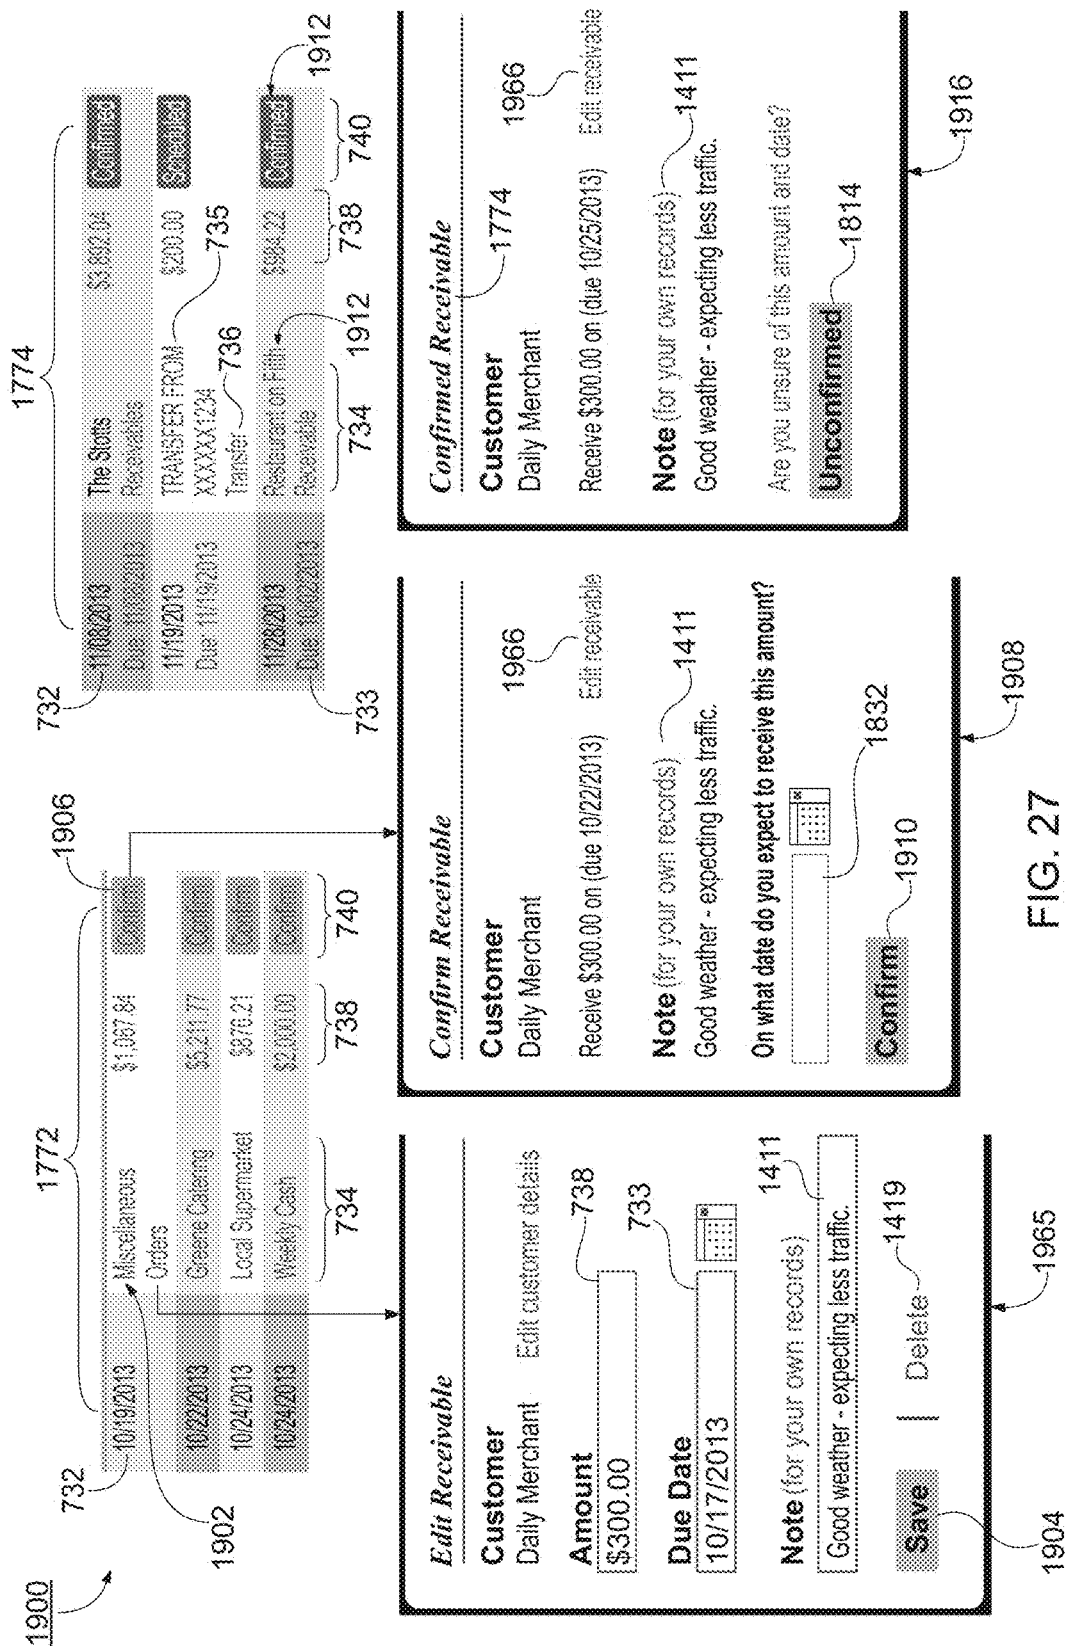 1900
1772
732
10/19/2013 Miscellaneous $1,067.84
Orders
1906
10/22/2013 Greene Catering $5,211.77
10/24/2013 Local Supermarket $876.21
10/24/2013 Weekly Cash $2,000.00
1902
734
738
740
1774
732
11/08/2013 The Stotts $3 892.04 Confirmed
Receivables
11/19/2013 TRANSFER FROM $200.00 Scheduled
Due 11/19/2013 XXXXXX1234
Transfer
735
736
11/28/2013 Restaurant on Fifth $984.22 Confirmed
Receivable
733
734
1912
738
740
1912
Edit Receivable
Customer
Daily Merchant Edit customer details
Amount
738
$300.00
Due Date
733
10/17/2013
Note (for your own records)
1411
Good weather - expecting less traffic.
Save | Delete
1419
1904
1965
Confirm Receivable
Customer
Daily Merchant
1966
Receive $300.00 on (due 10/22/2013) Edit receivable
Note (for your own records)
1411
Good weather - expecting less traffic.
On what date do you expect to receive this amount?
1832
Confirm
1910
1908
Confirmed Receivable
1774
Customer
Daily Merchant
1966
Receive $300.00 on (due 10/25/2013) Edit receivable
Note (for your own records)
1411
Good weather - expecting less traffic.
Are you unsure of this amount and date?
Unconfirmed
1814
1916
FIG. 27